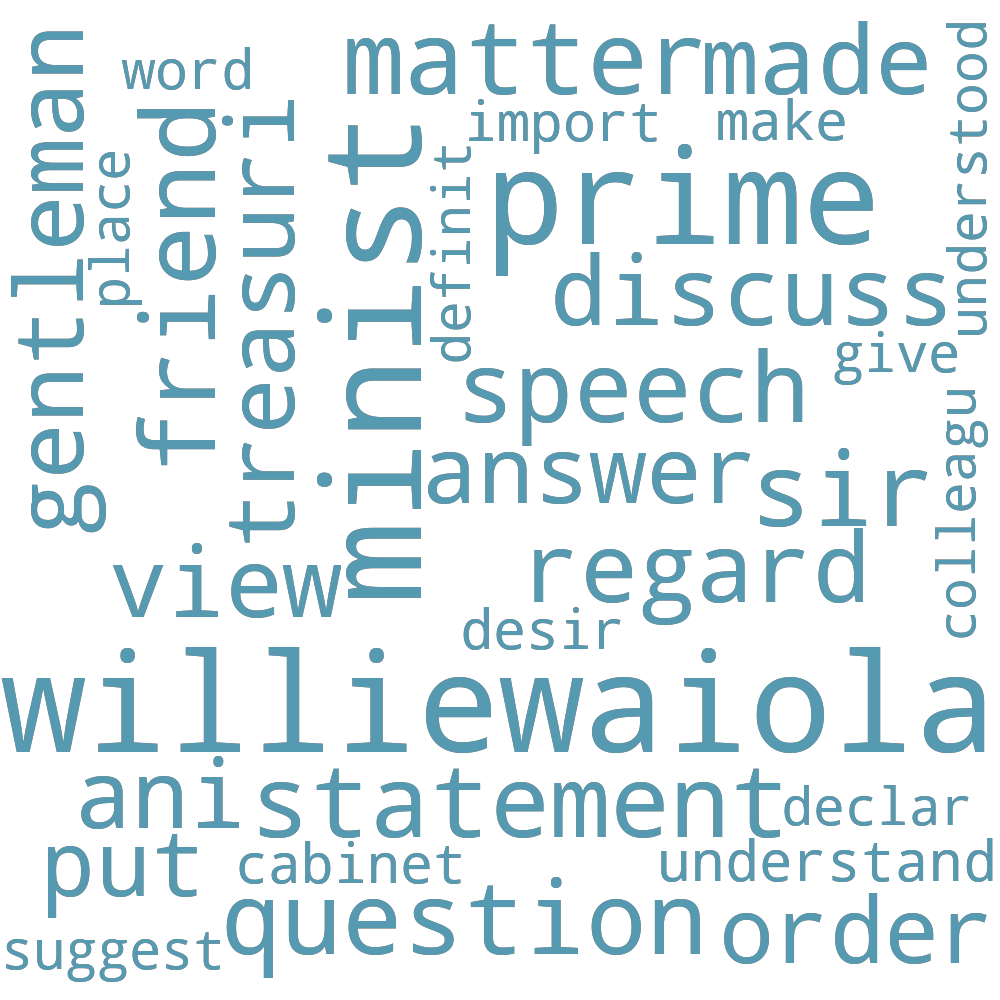 gentleman
word
place
friend
treasuri
minist
matter
made
import
make
definit
prime
understood
discuss
give
speech
answer
sir
colleagu
view
regard
desir
williewaiola
ani
statement
declar
put
cabinet
understand
question
order
suggest